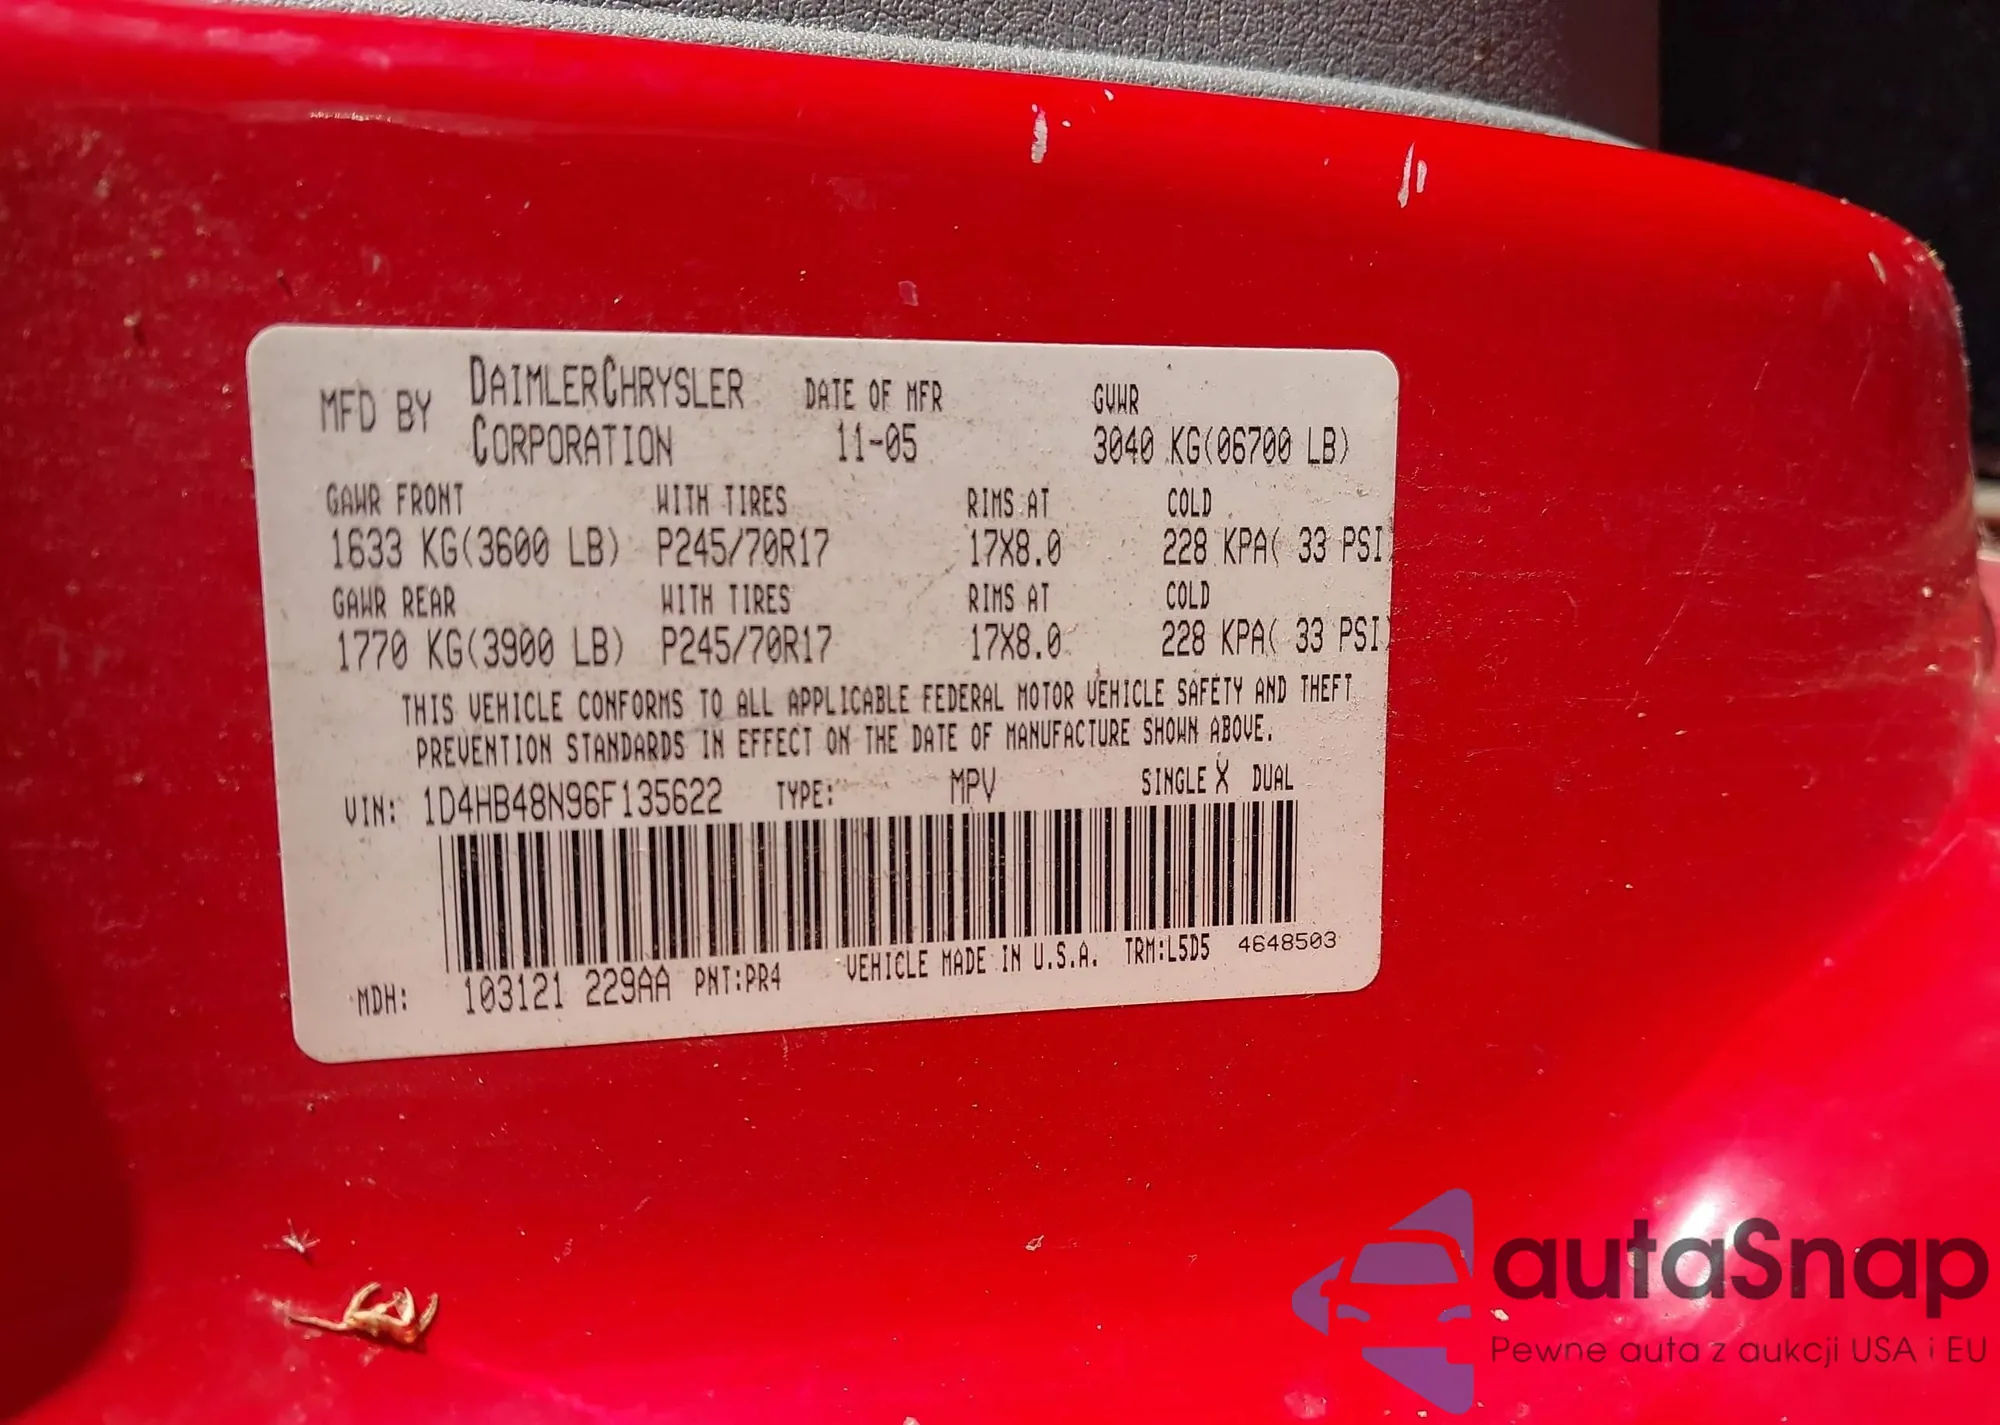 MFD BY DAIMLERCHRYSLER CORPORATION DATE OF MFR 11-05 GVWR 3040 KG(06700 LB)
GAWR FRONT WITH TIRES RIMS AT COLD
1633 KG(3600 LB) P245/70R17 17X8.0 228 KPA( 33 PSI)
GAWR REAR WITH TIRES RIMS AT COLD
1770 KG(3900 LB) P245/70R17 17X8.0 228 KPA( 33 PSI)
THIS VEHICLE CONFORMS TO ALL APPLICABLE FEDERAL MOTOR VEHICLE SAFETY AND THEFT
PREVENTION STANDARDS IN EFFECT ON THE DATE OF MANUFACTURE SHOWN ABOVE.
VIN: 1D4HB48N96F135622 TYPE: MPV SINGLE X DUAL
MDH: 103121 229AA PNT:PR4 VEHICLE MADE IN U.S.A. TRM:L5D5 4648503
autaSnap
Pewne auta z aukcji USA i EU